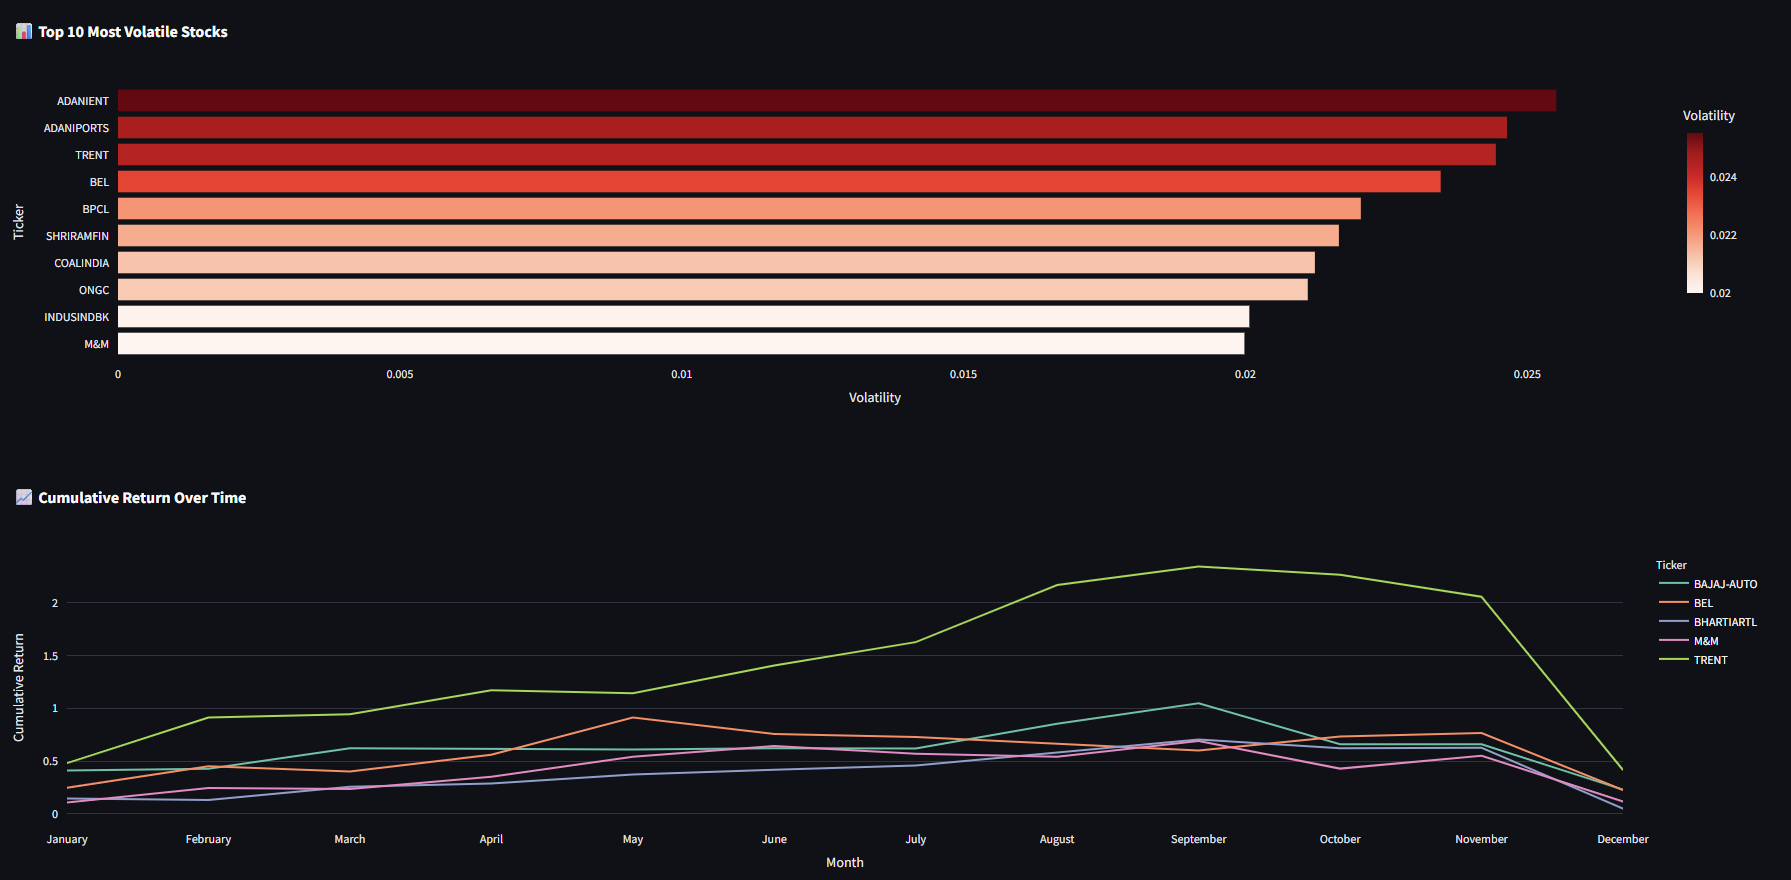 📊 Top 10 Most Volatile Stocks
Ticker
ADANIENT
ADANIPORTS
TRENT
BEL
BPCL
SHRIRAMFIN
COALINDIA
ONGC
INDUSINDBK
M&M
0 0.005 0.01 0.015 0.02 0.025
Volatility
Volatility
0.024
0.022
0.02
📈 Cumulative Return Over Time
Cumulative Return
2
1.5
1
0.5
0
January February March April May June July August September October November December
Month
Ticker
BAJAJ-AUTO
BEL
BHARTIARTL
M&M
TRENT